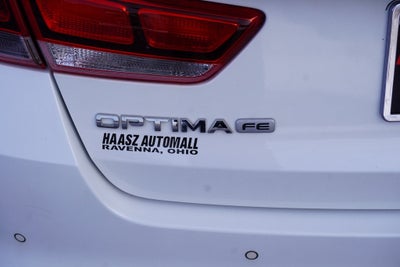 OPTIMA FE
HAASZ AUTOMALL
RAVENNA, OHIO